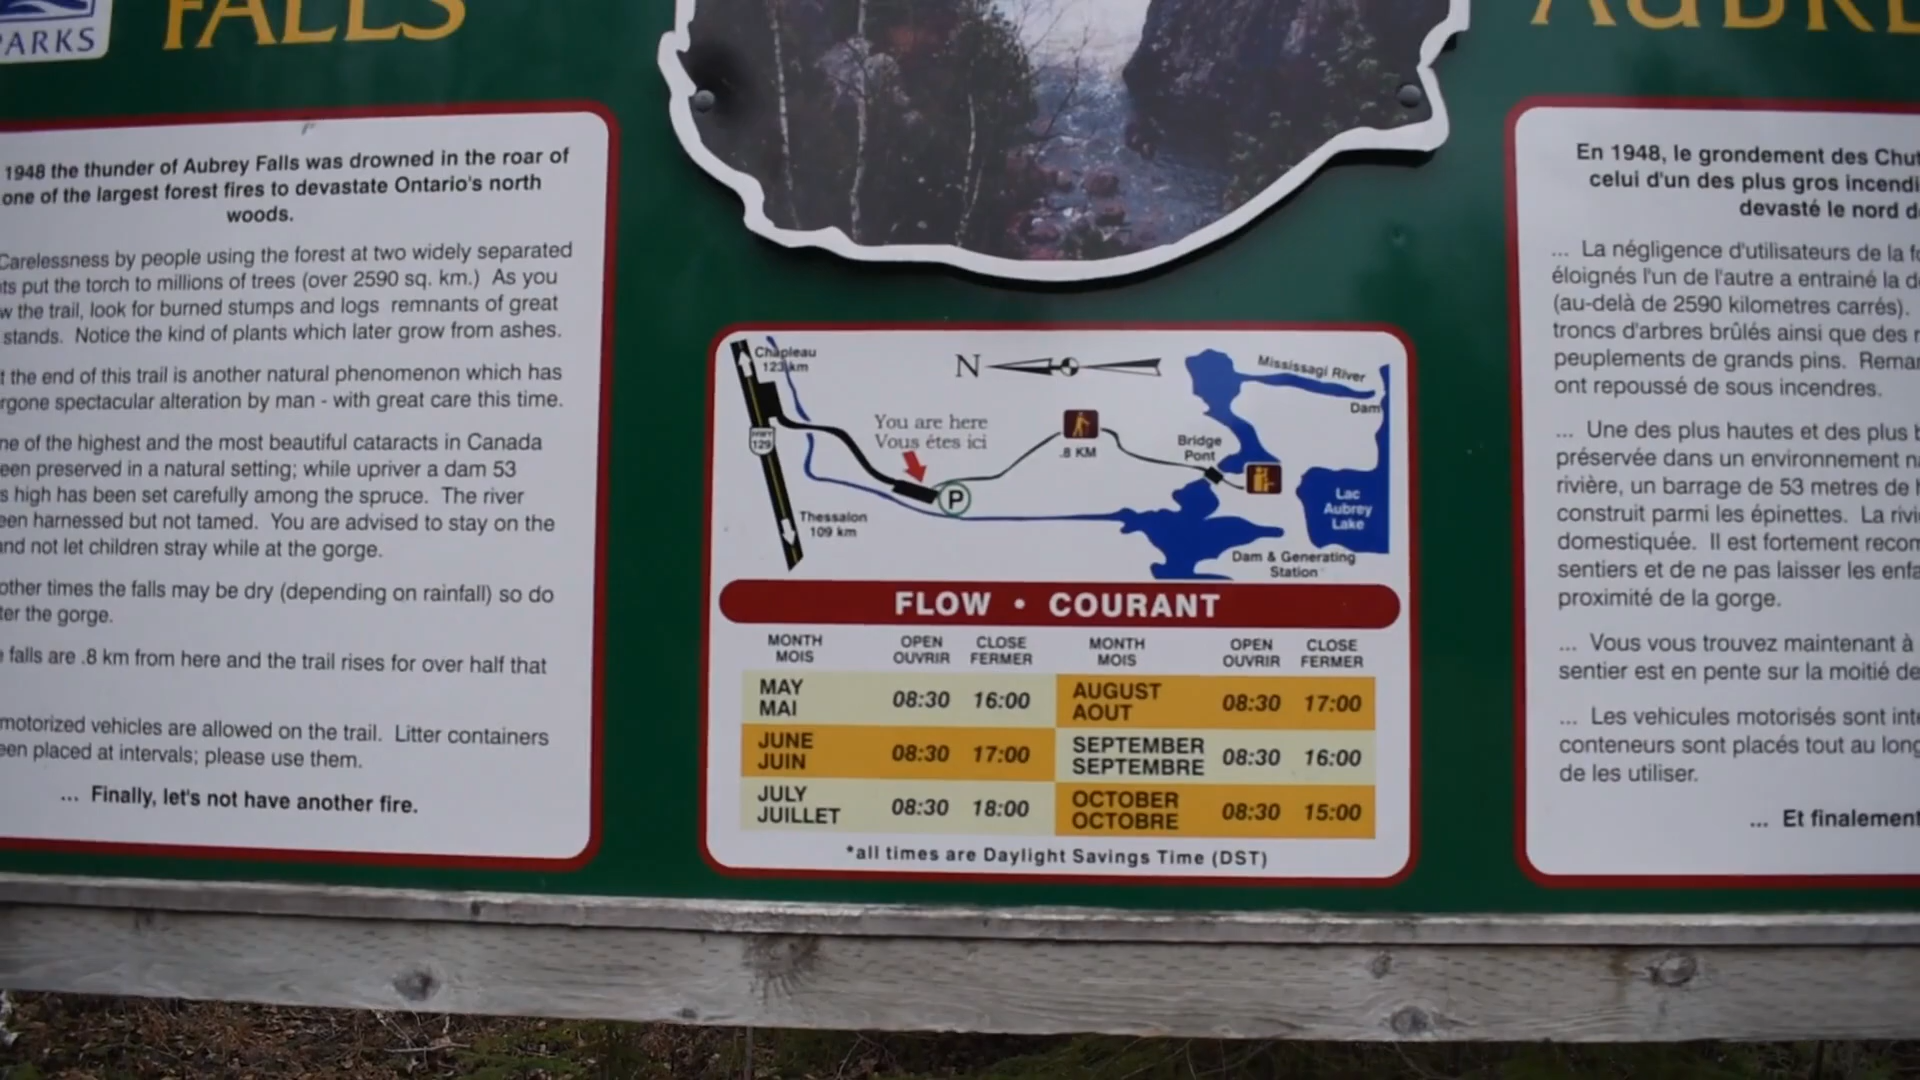 PARKS
FALLS
1948 the thunder of Aubrey Falls was drowned in the roar of
one of the largest forest fires to devastate Ontario's north
woods.
Carelessness by people using the forest at two widely separated
put the torch to millions of trees (over 2590 sq. km.) As you
the trail, look for burned stumps and logs remnants of great
stands. Notice the kind of plants which later grow from ashes.
the end of this trail is another natural phenomenon which has
spectacular alteration by man - with great care this time.
of the highest and the most beautiful cataracts in Canada
preserved in a natural setting; while upriver a dam 53
high has been set carefully among the spruce. The river
harnessed but not tamed. You are advised to stay on the
and not let children stray while at the gorge.
other times the falls may be dry (depending on rainfall) so do
the gorge.
falls are .8 km from here and the trail rises for over half that
motorized vehicles are allowed on the trail. Litter containers
placed at intervals; please use them.
... Finally, let's not have another fire.
Chapleau
123 km
HWY
129
N
You are here
Vous étes ici
.8 KM
P
Thessalon
109 km
Bridge
Pont
Mississagi River
Dam
Lac
Aubrey
Lake
Dam & Generating
Station
FLOW • COURANT
MONTH OPEN CLOSE MONTH OPEN CLOSE
MOIS OUVRIR FERMER MOIS OUVRIR FERMER
MAY
MAI 08:30 16:00
AUGUST
AOUT 08:30 17:00
JUNE
JUIN 08:30 17:00
SEPTEMBER
SEPTEMBRE 08:30 16:00
JULY
JUILLET 08:30 18:00
OCTOBER
OCTOBRE 08:30 15:00
*all times are Daylight Savings Time (DST)
AUBRE
En 1948, le grondement des Chut
celui d'un des plus gros incendi
devasté le nord d
... La négligence d'utilisateurs de la fo
éloignés l'un de l'autre a entrainé la d
(au-delà de 2590 kilometres carrés).
troncs d'arbres brûlés ainsi que des
peuplements de grands pins. Remar
ont repoussé de sous incendres.
... Une des plus hautes et des plus b
préservée dans un environnement n
rivière, un barrage de 53 metres de h
construit parmi les épinettes. La rivi
domestiquée. Il est fortement recom
sentiers et de ne pas laisser les enfa
proximité de la gorge.
... Vous vous trouvez maintenant à
sentier est en pente sur la moitié de
... Les vehicules motorisés sont inte
conteneurs sont placés tout au long
de les utiliser.
... Et finalement